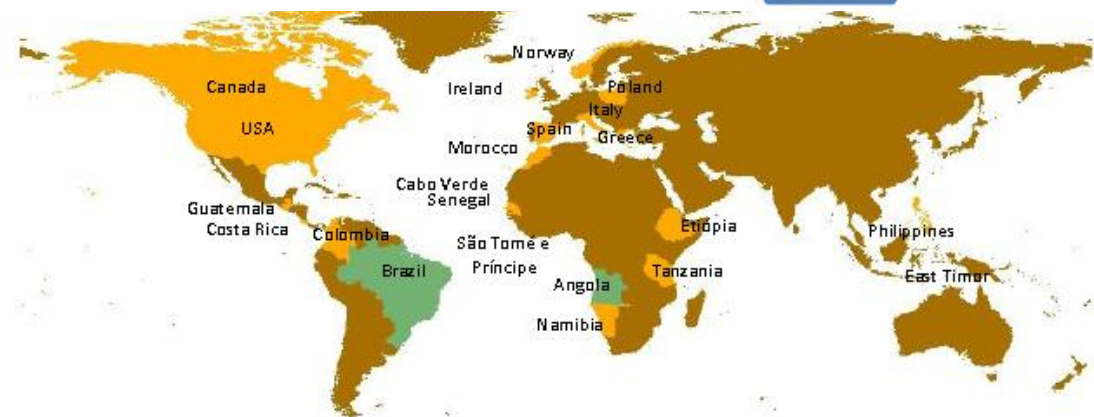 Norway
Canada
Ireland
Poland
Italy
USA
Spain
Greece
Morocço
Cabo Verde
Senegal
Guatemala
Costa Rica
Colombia
Etiópia
Philippines
São Tomé e
Príncipe
Brazil
Tanzania
East Timor
Angola
Namibia